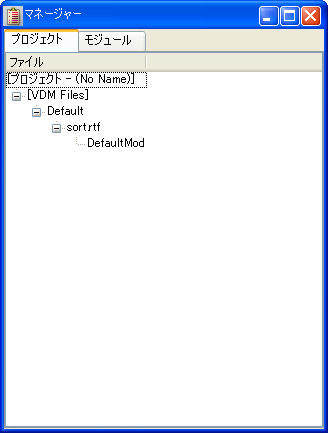 マネージャー
プロジェクト モジュール
ファイル
[プロジェクト - (No Name)]
[VDM Files]
Default
sort.rtf
DefaultMod